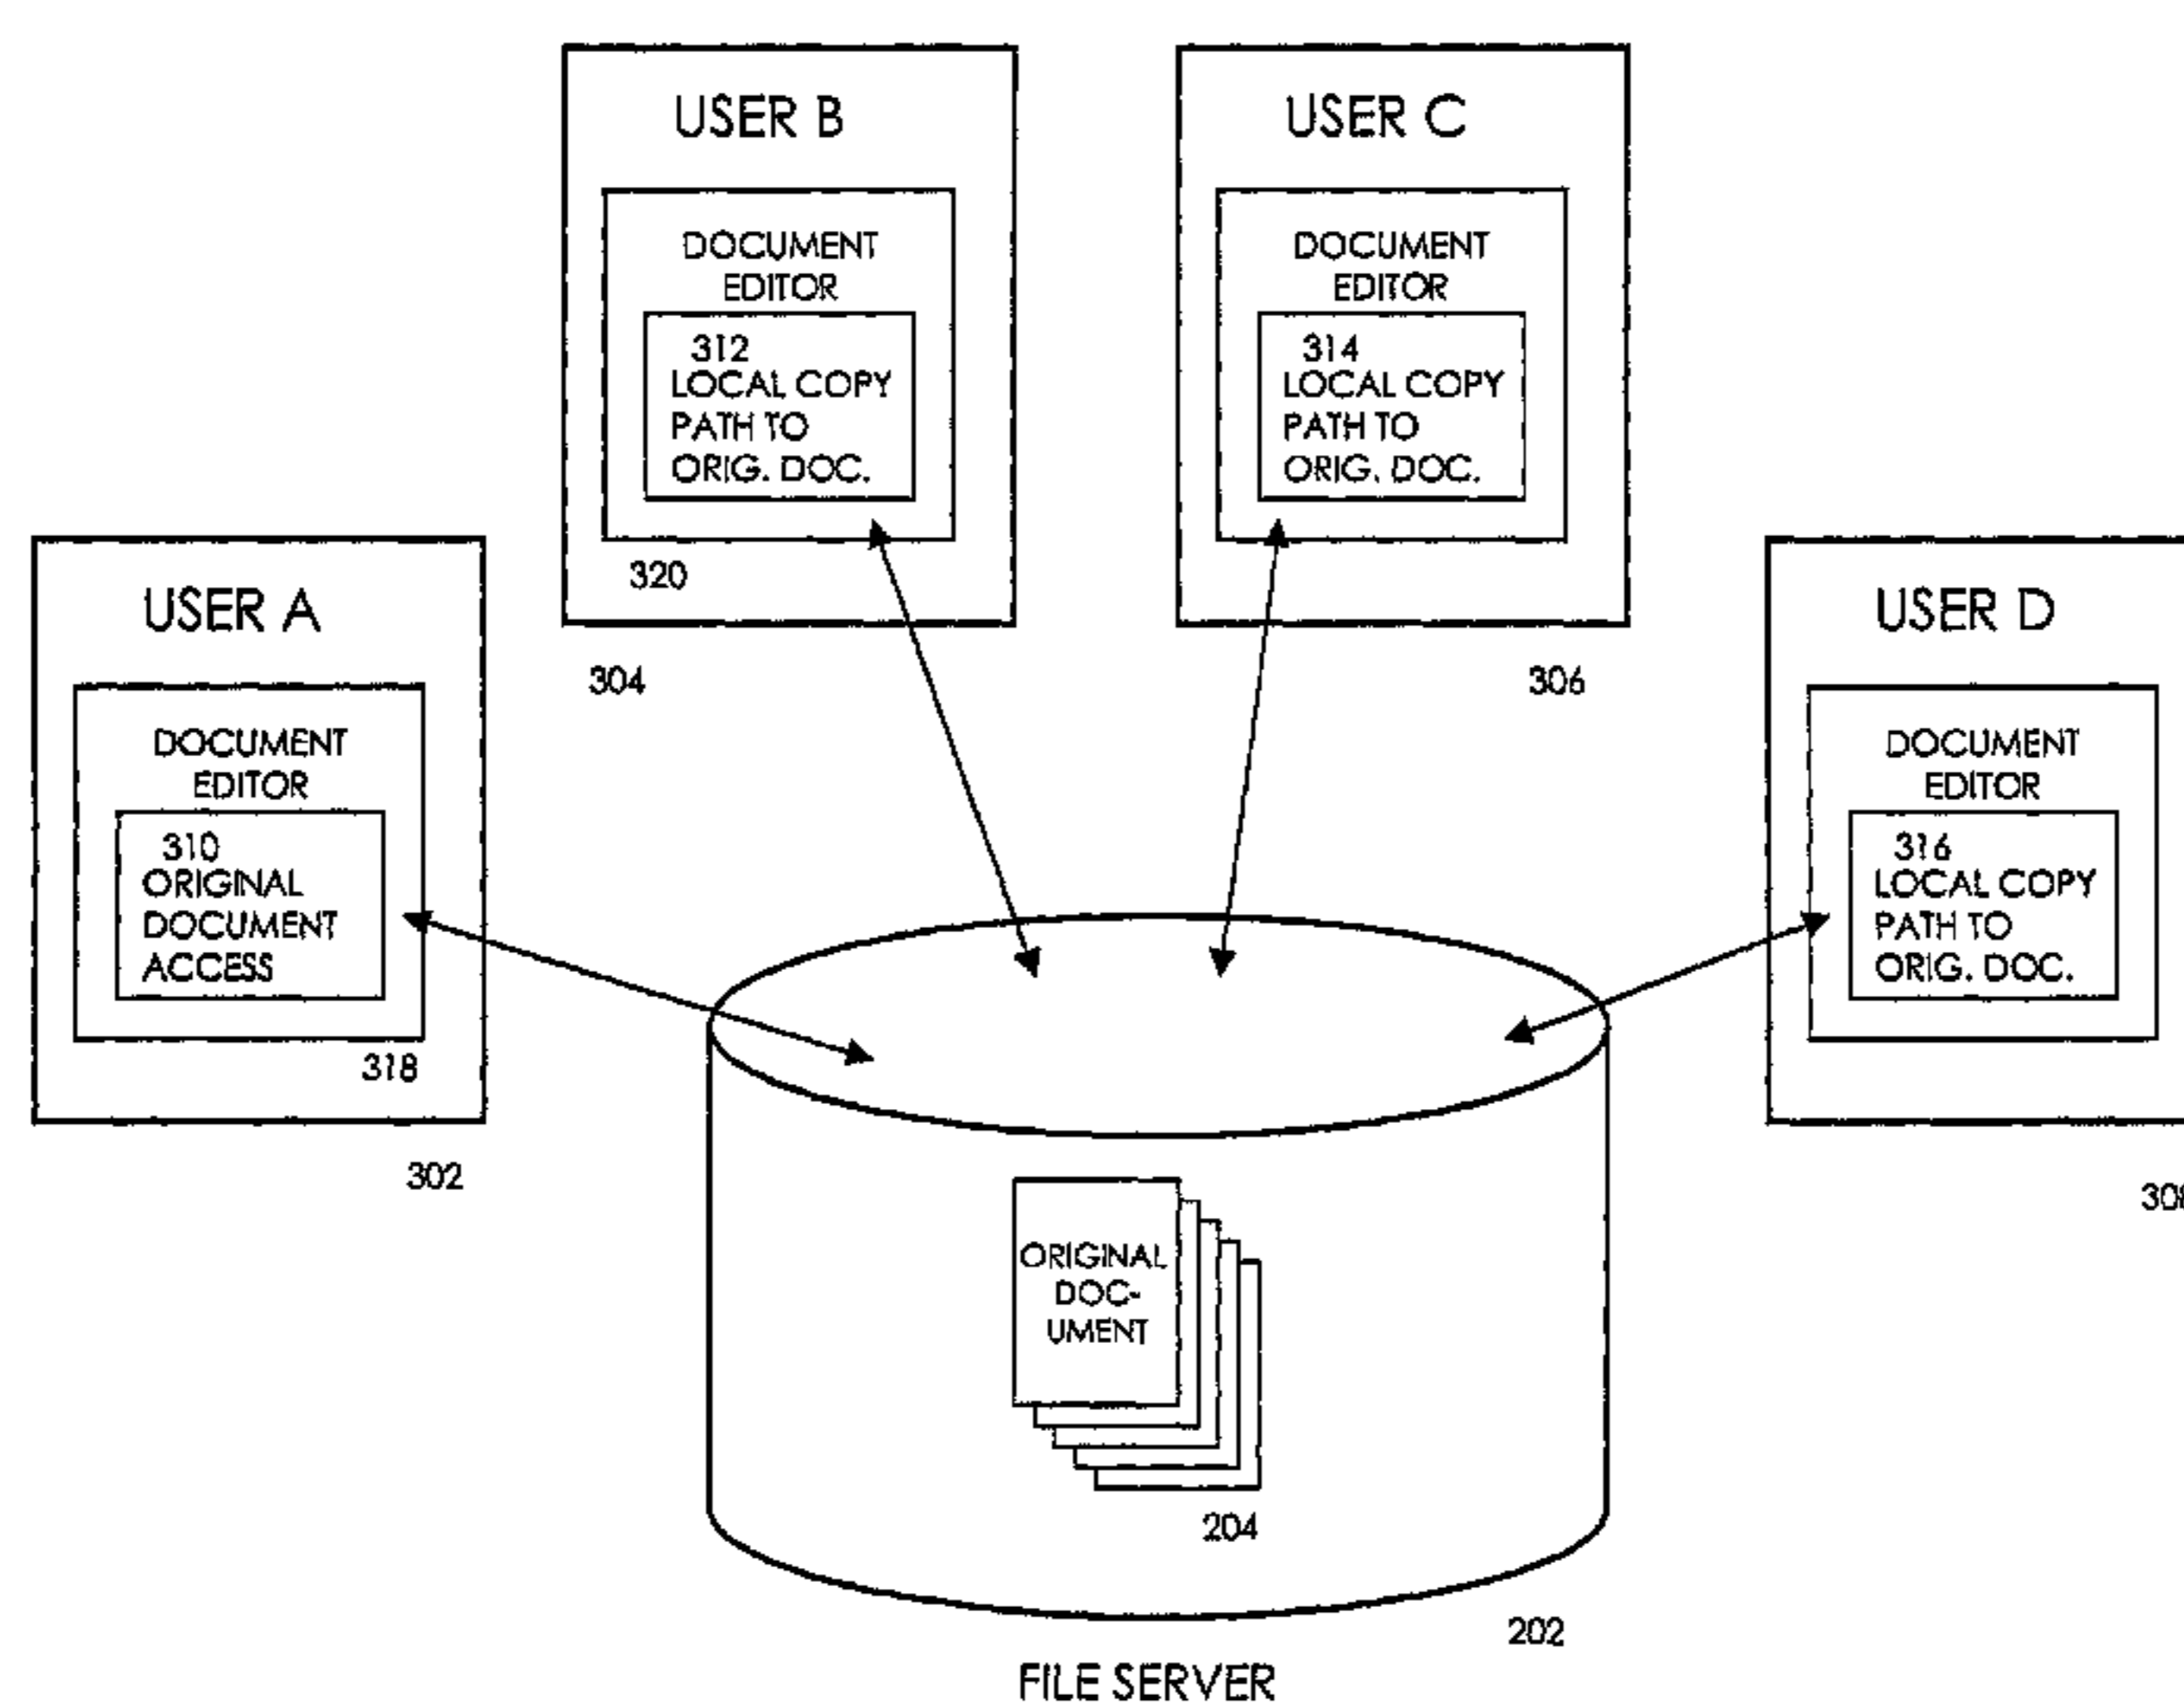 USER B
DOCUMENT
EDITOR
312
LOCAL COPY
PATH TO
ORIG. DOC.
320
304
USER C
DOCUMENT
EDITOR
314
LOCAL COPY
PATH TO
ORIG. DOC.
306
USER A
DOCUMENT
EDITOR
310
ORIGINAL
DOCUMENT
ACCESS
318
302
USER D
DOCUMENT
EDITOR
316
LOCAL COPY
PATH TO
ORIG. DOC.
308
ORIGINAL
DOC-
UMENT
204
202
FILE SERVER